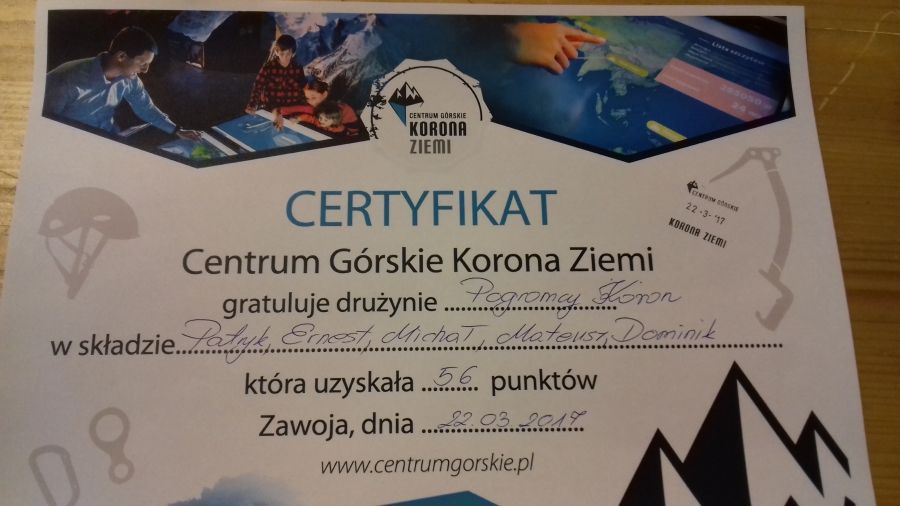 Lista szczytów
CENTRUM GÓRSKIE
KORONA
ZIEMI
CERTYFIKAT
CENTRUM GÓRSKIE
22 -3- '17
KORONA ZIEMI
Centrum Górskie Korona Ziemi
gratuluje drużynie Pogromcy Koron
w składzie Patryk, Ernest, Michał, Mateusz, Dominik
która uzyskała 56 punktów
Zawoja, dnia 22.03.2017
www.centrumgorskie.pl